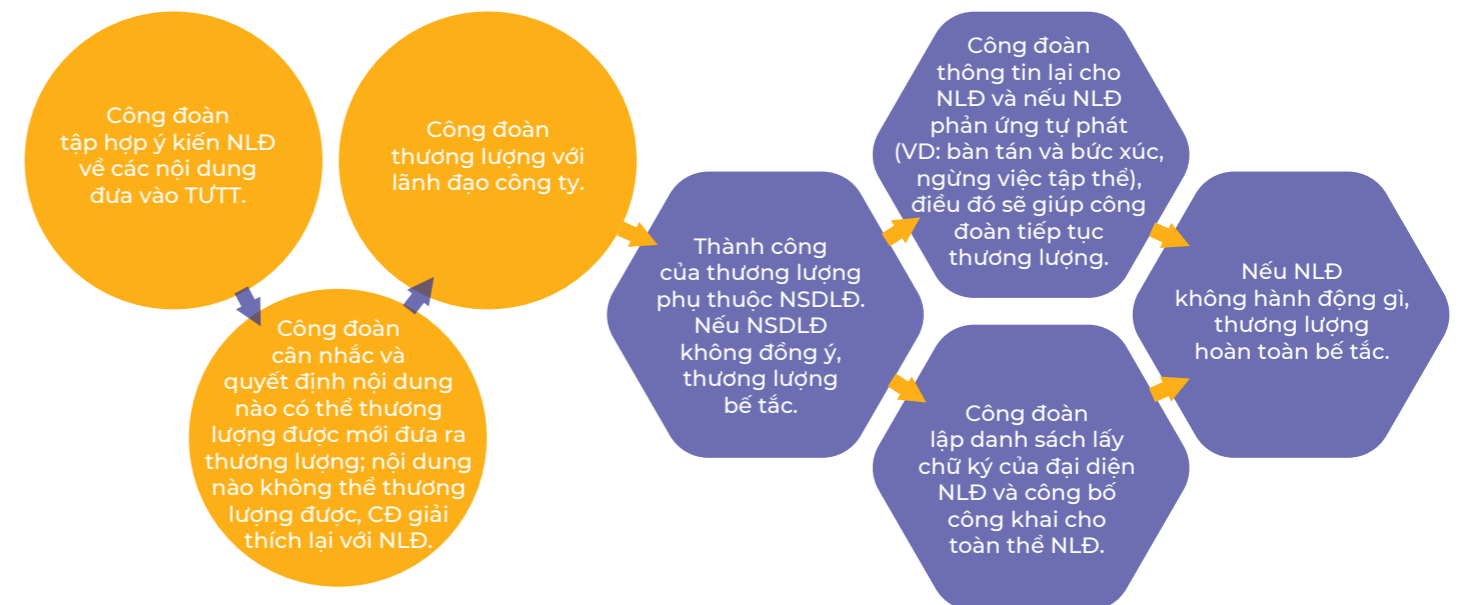 Công đoàn
tập hợp ý kiến NLĐ
về các nội dung
đưa vào TƯTT.
Công đoàn
cân nhắc và
quyết định nội dung
nào có thể thương
lượng được mới đưa ra
thương lượng; nội dung
nào không thể thương
lượng được, CĐ giải
thích lại với NLĐ.
Công đoàn
thương lượng với
lãnh đạo công ty.
Thành công
của thương lượng
phụ thuộc NSDLĐ.
Nếu NSDLĐ
không đồng ý,
thương lượng
bế tắc.
Công đoàn
thông tin lại cho
NLĐ và nếu NLĐ
phản ứng tự phát
(VD: bàn tán và bức xúc,
ngừng việc tập thể),
điều đó sẽ giúp công
đoàn tiếp tục
thương lượng.
Công đoàn
lập danh sách lấy
chữ ký của đại diện
NLĐ và công bố
công khai cho
toàn thể NLĐ.
Nếu NLĐ
không hành động gì,
thương lượng
hoàn toàn bế tắc.